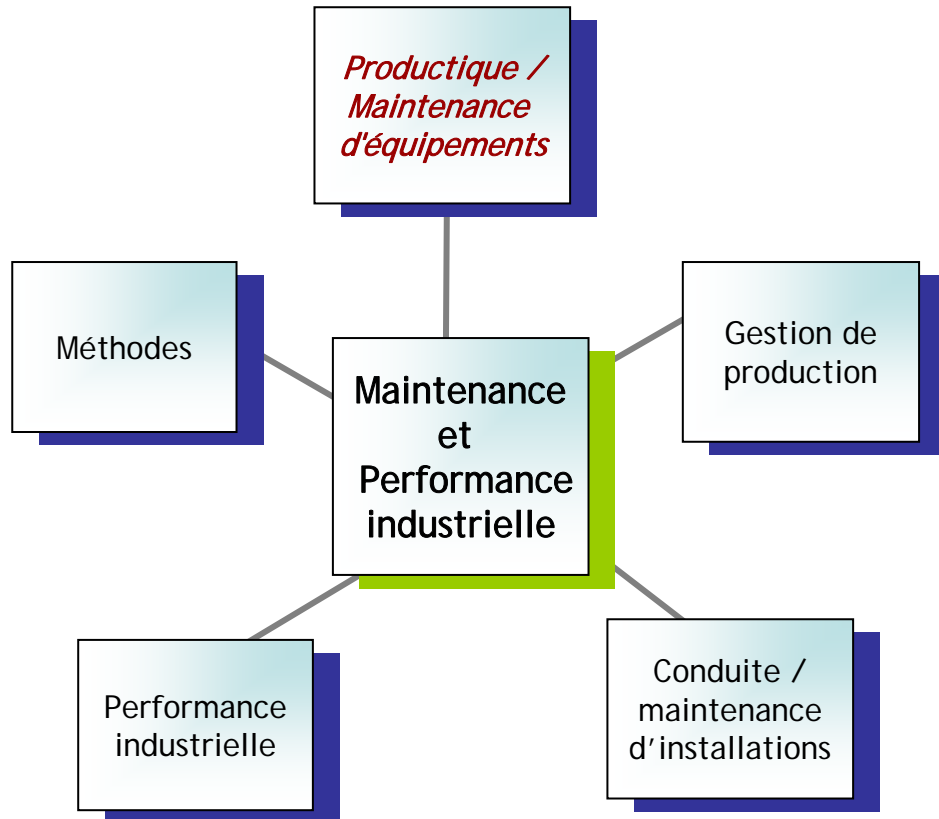 Productique /
Maintenance
d'équipements
Méthodes
Gestion de
production
Maintenance
et
Performance
industrielle
Performance
industrielle
Conduite /
maintenance
d’installations